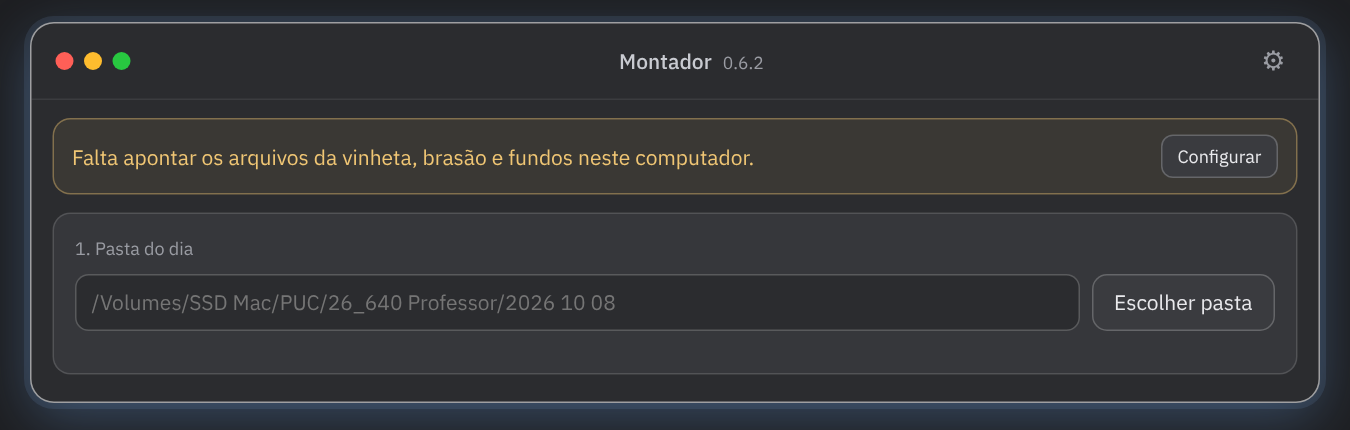 Montador 0.6.2
Falta apontar os arquivos da vinheta, brasão e fundos neste computador.
Configurar
1. Pasta do dia
/Volumes/SSD Mac/PUC/26_640 Professor/2026 10 08
Escolher pasta